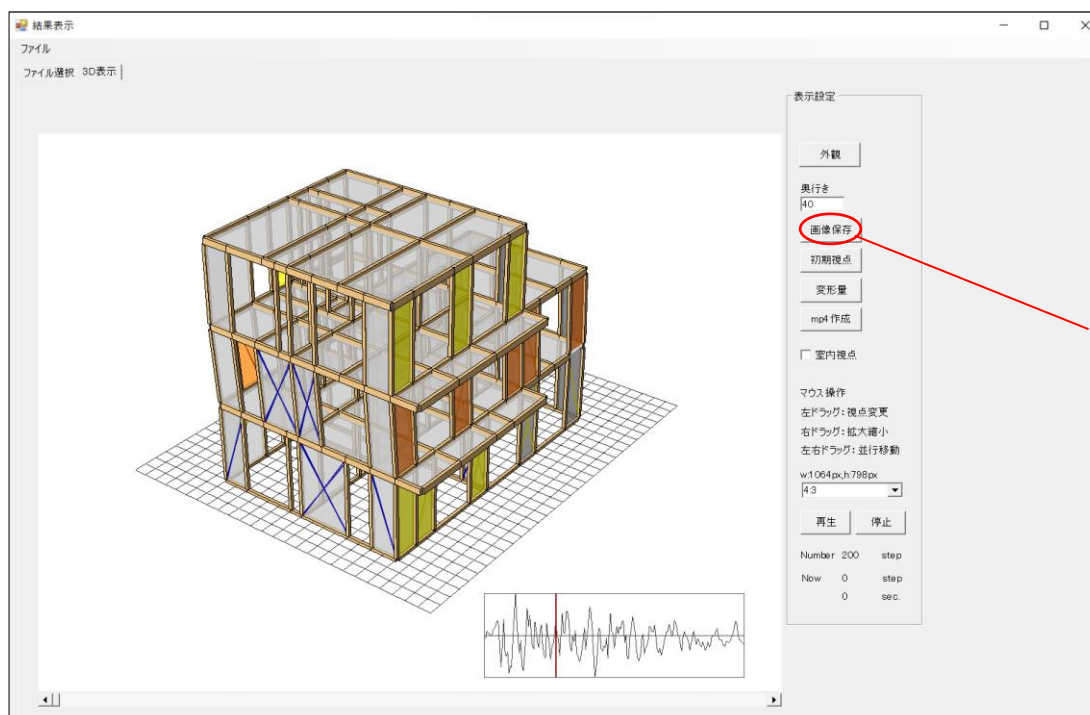 結果表示
ファイル
ファイル選択 3D表示
表示設定
外観
奥行き
40
画像保存
初期視点
変形量
mp4作成
室内視点
マウス操作
左ドラッグ:視点変更
右ドラッグ:拡大縮小
左右ドラッグ:並行移動
w:1064px,h:798px
4:3
再生 停止
Number 200 step
Now 0 step
0 sec.